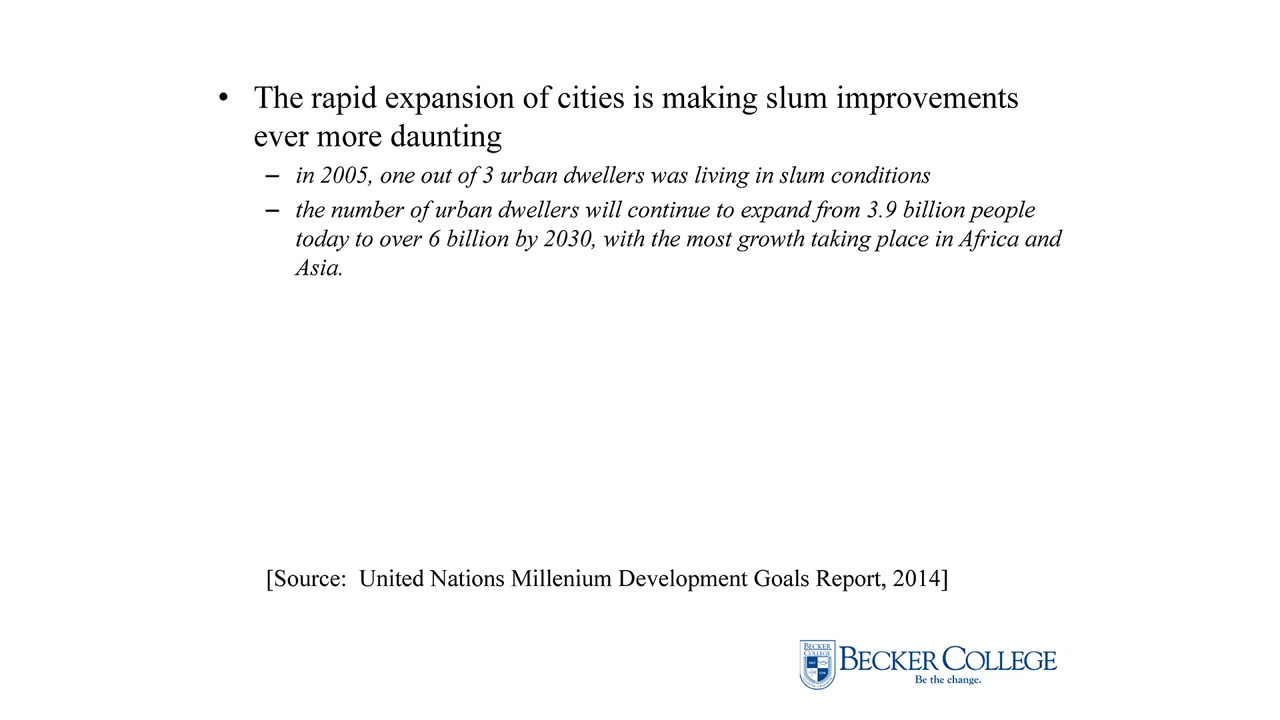 • The rapid expansion of cities is making slum improvements
ever more daunting
– in 2005, one out of 3 urban dwellers was living in slum conditions
– the number of urban dwellers will continue to expand from 3.9 billion people
today to over 6 billion by 2030, with the most growth taking place in Africa and
Asia.
[Source:  United Nations Millenium Development Goals Report, 2014]
BECKER
COLLEGE
BECKER COLLEGE
Be the change.